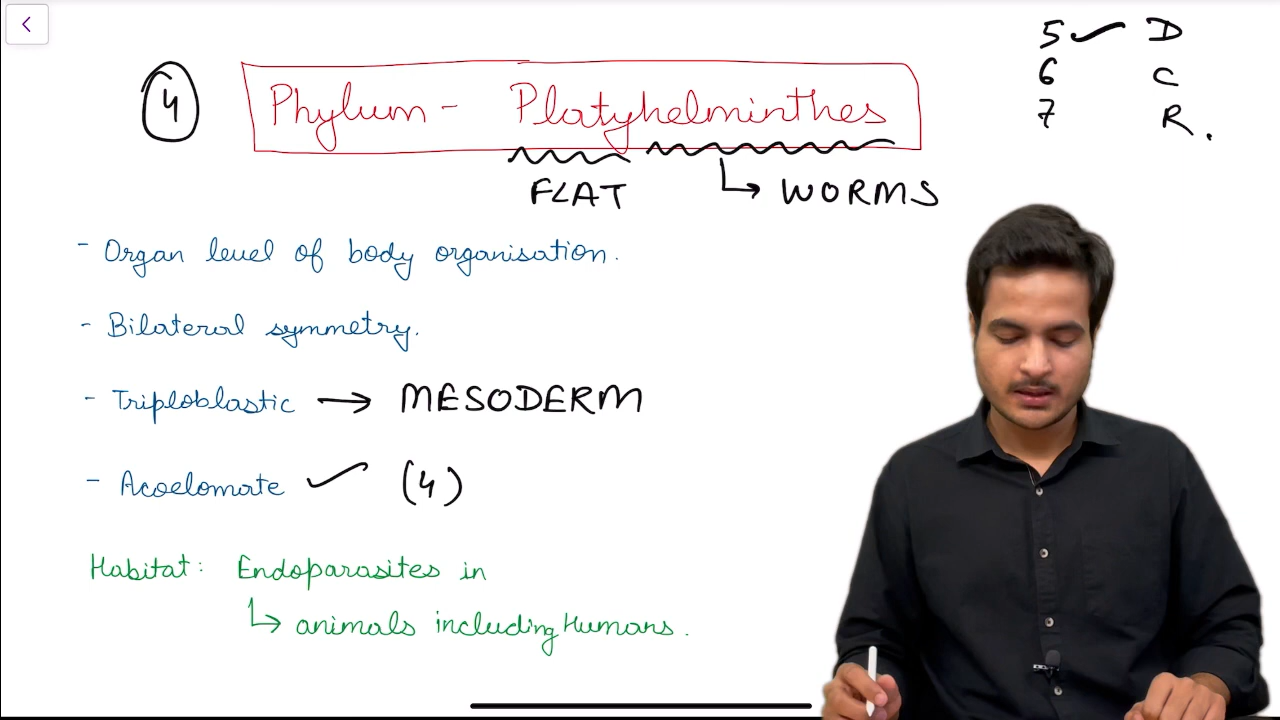 5 D
6 C
7 R.
4 Phylum - Platyhelminthes
FLAT → WORMS
- Organ level of body organisation.
- Bilateral symmetry.
- Triploblastic → MESODERM
- Acoelomate ✓ (4)
Habitat: Endoparasites in
→ animals including Humans.